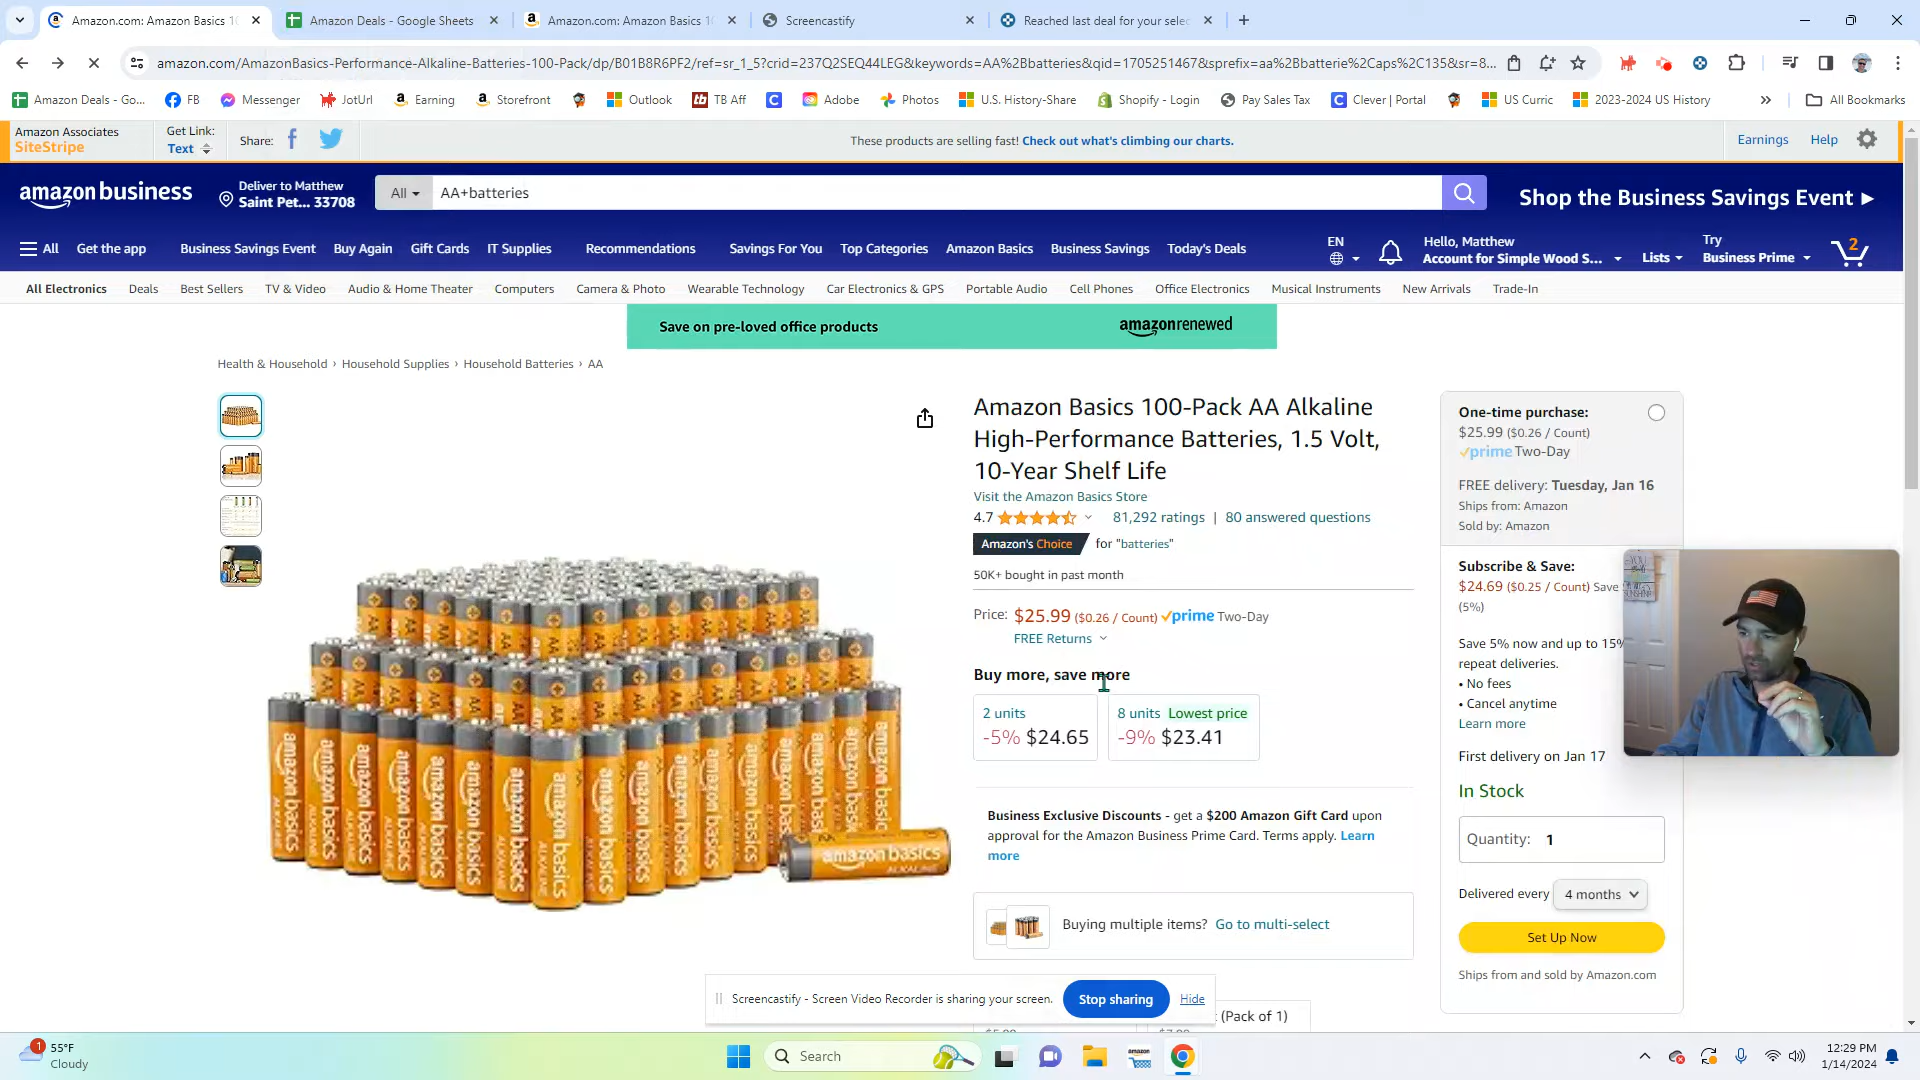 Amazon.com: Amazon Basics 10
Amazon Deals - Google Sheets
Amazon.com: Amazon Basics 1
Screencastify
Reached last deal for your selec
amazon.com/AmazonBasics-Performance-Alkaline-Batteries-100-Pack/dp/B01B8R6PF2/ref=sr_1_5?crid=237Q2SEQ44LEG&keywords=AA%2Bbatteries&qid=1705251467&sprefix=aa%2Bbatterie%2Caps%2C135&sr=8...
Amazon Deals - Go...
FB
Messenger
JotUrl
Earning
Storefront
Outlook
TB Aff
Adobe
Photos
U.S. History-Share
Shopify - Login
Pay Sales Tax
Clever | Portal
US Curric
2023-2024 US History
All Bookmarks
Amazon Associates
SiteStripe
Get Link:
Text
Share:
These products are selling fast! Check out what's climbing our charts.
Earnings
Help
amazon business
Deliver to Matthew
Saint Pet... 33708
All
AA+batteries
Shop the Business Savings Event
All
Get the app
Business Savings Event
Buy Again
Gift Cards
IT Supplies
Recommendations
Savings For You
Top Categories
Amazon Basics
Business Savings
Today's Deals
EN
Hello, Matthew
Account for Simple Wood S...
Lists
Try
Business Prime
2
All Electronics
Deals
Best Sellers
TV & Video
Audio & Home Theater
Computers
Camera & Photo
Wearable Technology
Car Electronics & GPS
Portable Audio
Cell Phones
Office Electronics
Musical Instruments
New Arrivals
Trade-In
Save on pre-loved office products
amazonrenewed
Health & Household › Household Supplies › Household Batteries › AA
Amazon Basics 100-Pack AA Alkaline
High-Performance Batteries, 1.5 Volt,
10-Year Shelf Life
Visit the Amazon Basics Store
4.7
81,292 ratings | 80 answered questions
Amazon's Choice for "batteries"
50K+ bought in past month
Price: $25.99 ($0.26 / Count) prime Two-Day
FREE Returns
Buy more, save more
2 units
-5% $24.65
8 units Lowest price
-9% $23.41
Business Exclusive Discounts - get a $200 Amazon Gift Card upon
approval for the Amazon Business Prime Card. Terms apply. Learn
more
Buying multiple items? Go to multi-select
(Pack of 1)
One-time purchase:
$25.99 ($0.26 / Count)
prime Two-Day
FREE delivery: Tuesday, Jan 16
Ships from: Amazon
Sold by: Amazon
Subscribe & Save:
$24.69 ($0.25 / Count) Save
(5%)
Save 5% now and up to 15%
repeat deliveries.
• No fees
• Cancel anytime
Learn more
First delivery on Jan 17
In Stock
Quantity: 1
Delivered every
4 months
Set Up Now
Ships from and sold by Amazon.com
amazon basics
ALKALINE
Screencastify - Screen Video Recorder is sharing your screen.
Stop sharing
Hide
1
55°F
Cloudy
Search
12:29 PM
1/14/2024